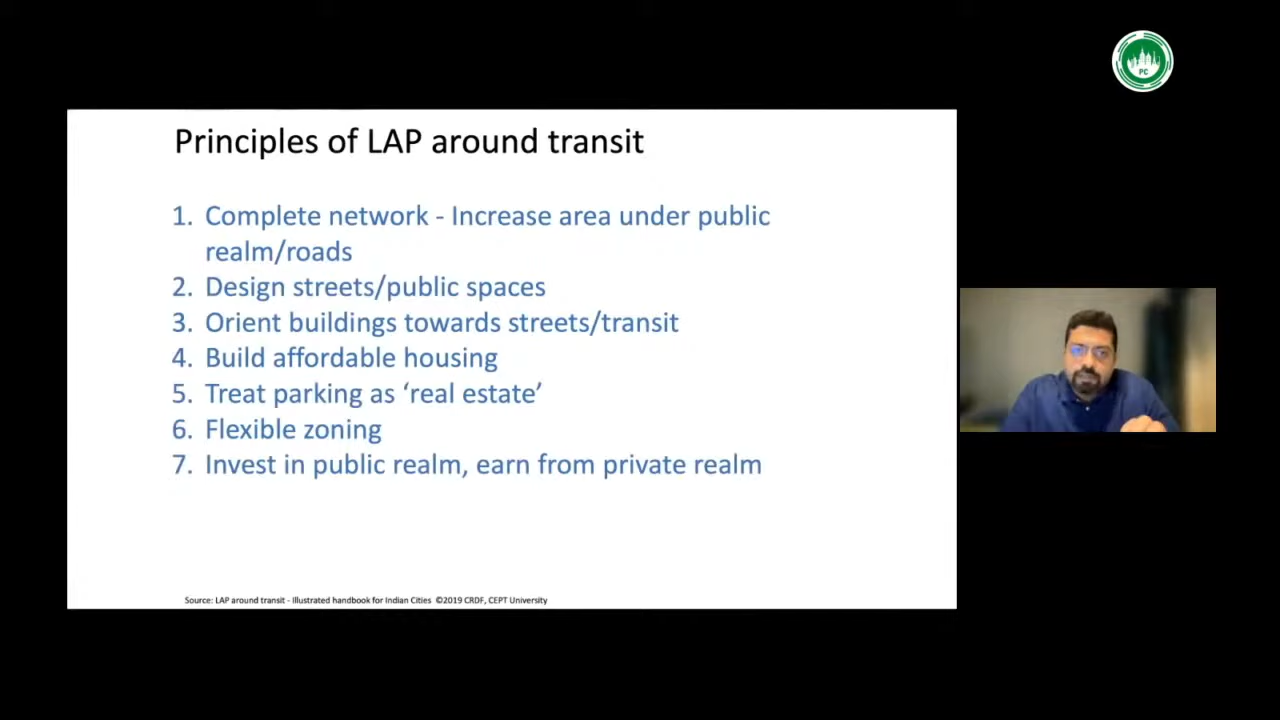 PC
Principles of LAP around transit
1. Complete network - Increase area under public
realm/roads
2. Design streets/public spaces
3. Orient buildings towards streets/transit
4. Build affordable housing
5. Treat parking as ‘real estate’
6. Flexible zoning
7. Invest in public realm, earn from private realm
Source: LAP around transit - Illustrated handbook for Indian Cities ©2019 CRDF, CEPT University